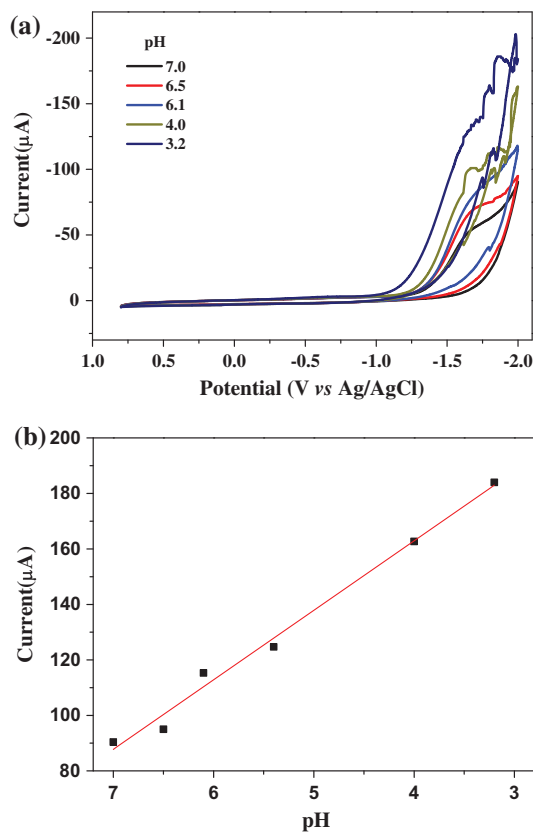 (a)
-200
-150
-100
-50
0
Current(μA)
pH
7.0
6.5
6.1
4.0
3.2
1.0 0.5 0.0 -0.5 -1.0 -1.5 -2.0
Potential (V vs Ag/AgCl)
(b)
200
180
160
140
120
100
80
Current(μA)
7 6 5 4 3
pH